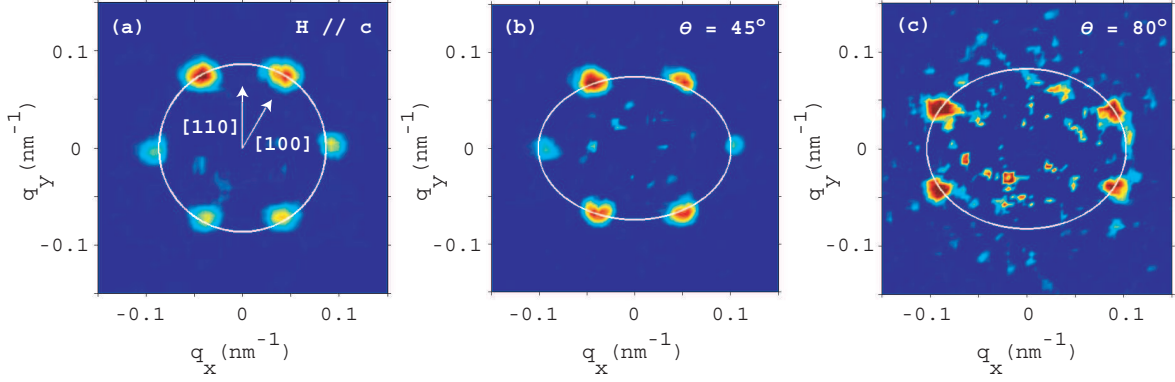 (a) H // c
0.1
[110]
[100]
0
-0.1
-0.1 0 0.1
q_x (nm⁻¹)
q_y (nm⁻¹)
(b) θ = 45°
0.1
0
-0.1
-0.1 0 0.1
q_x (nm⁻¹)
q_y (nm⁻¹)
(c) θ = 80°
0.1
0
-0.1
-0.1 0 0.1
q_x (nm⁻¹)
q_y (nm⁻¹)